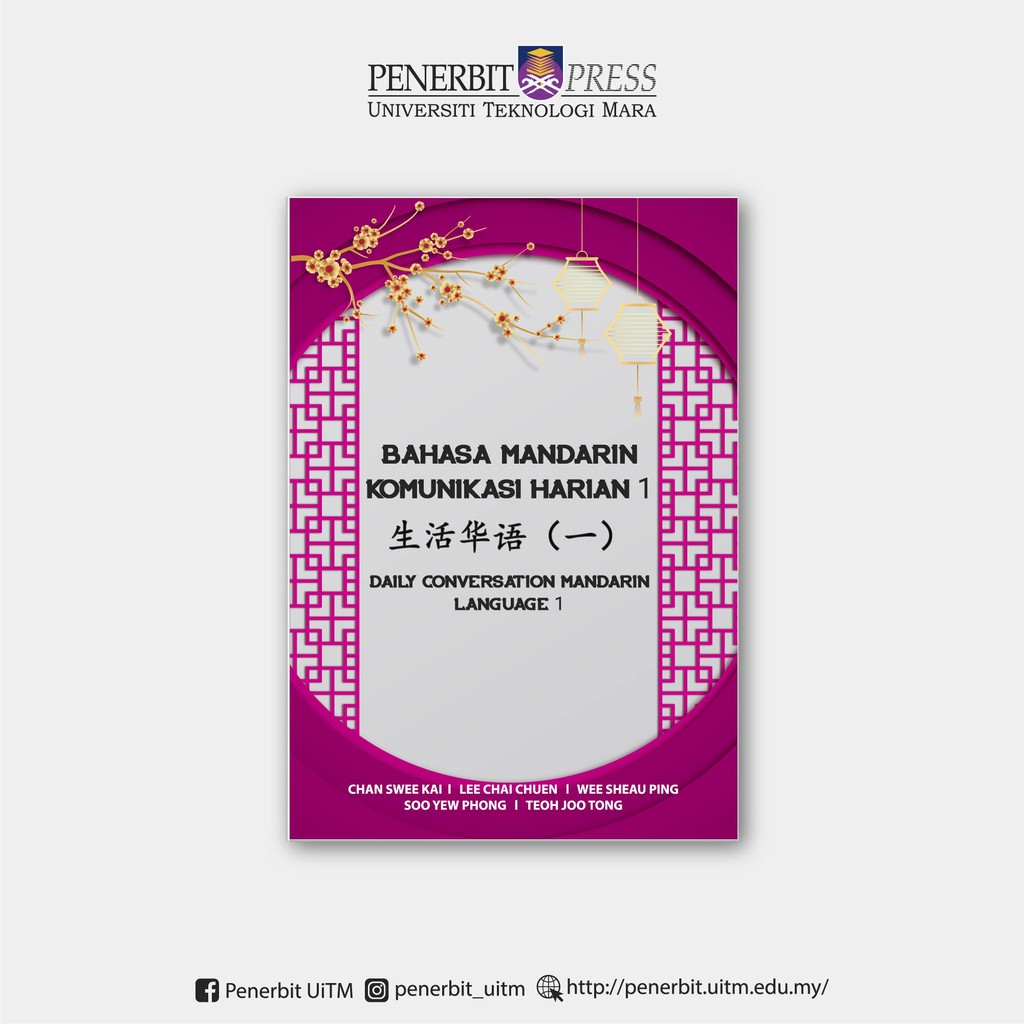 PENERBIT PRESS
UNIVERSITI TEKNOLOGI MARA
BAHASA MANDARIN
KOMUNIKASI HARIAN 1
生活华语（一）
DAILY CONVERSATION MANDARIN
LANGUAGE 1
CHAN SWEE KAI I LEE CHAI CHUEN I WEE SHEAU PING
SOO YEW PHONG I TEOH JOO TONG
Penerbit UiTM penerbit_uitm http://penerbit.uitm.edu.my/